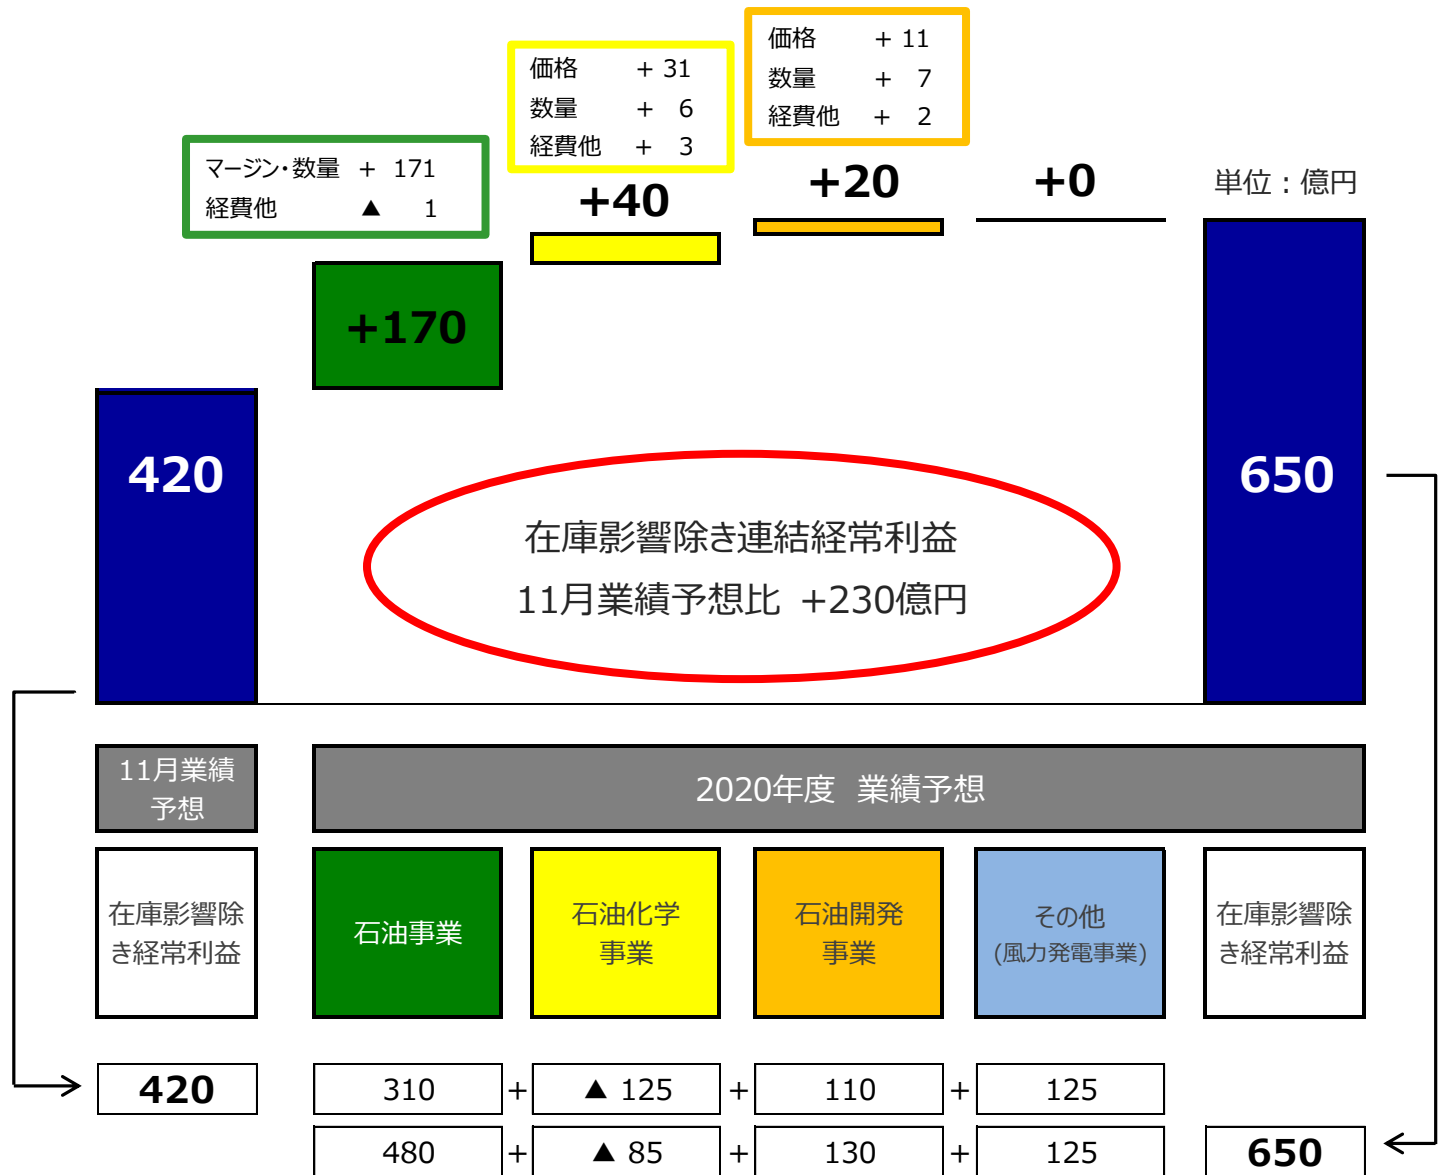 価格 + 11
数量 + 7
経費他 + 2
価格 + 31
数量 + 6
経費他 + 3
マージン・数量 + 171
経費他 ▲ 1
+40
+20
+0
単位：億円
+170
420
650
在庫影響除き連結経常利益
11月業績予想比 +230億円
11月業績
予想
2020年度 業績予想
在庫影響除
き経常利益
石油事業
石油化学
事業
石油開発
事業
その他
(風力発電事業)
在庫影響除
き経常利益
420 310 + ▲ 125 + 110 + 125
480 + ▲ 85 + 130 + 125 650